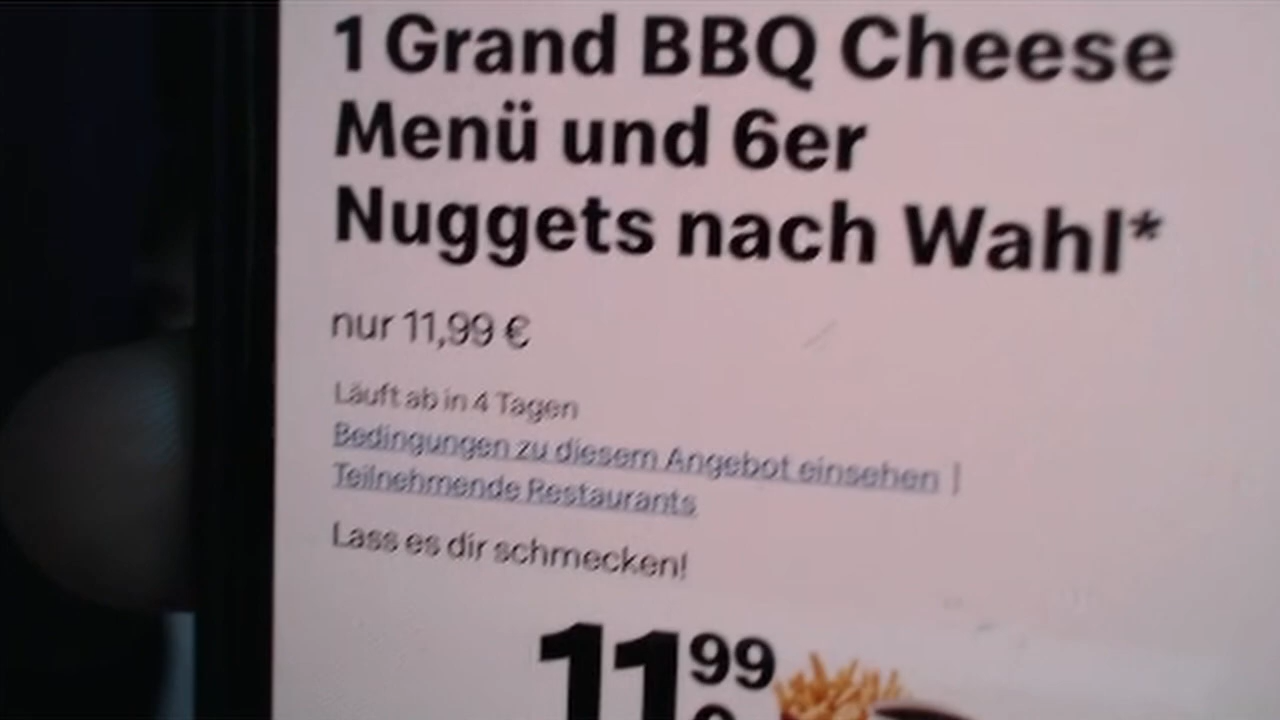 1 Grand BBQ Cheese
Menü und 6er
Nuggets nach Wahl*
nur 11,99 €
Läuft ab in 4 Tagen
Bedingungen zu diesem Angebot einsehen |
Teilnehmende Restaurants
Lass es dir schmecken!
11 99